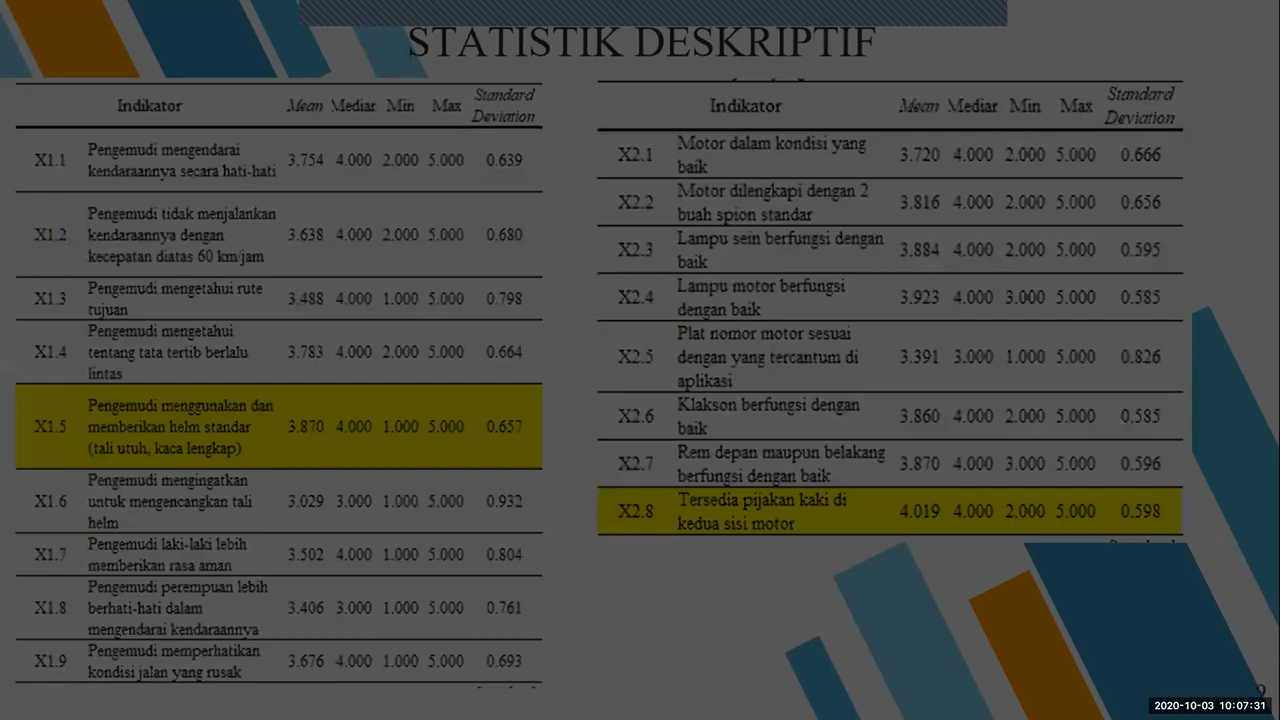 STATISTIK DESKRIPTIF
Indikator Mean Mediar Min Max Standard Deviation
X1.1 Pengemudi mengendarai kendaraannya secara hati-hati 3.754 4.000 2.000 5.000 0.639
X1.2 Pengemudi tidak menjalankan kendaraannya dengan kecepatan diatas 60 km/jam 3.638 4.000 2.000 5.000 0.680
X1.3 Pengemudi mengetahui rute tujuan 3.488 4.000 1.000 5.000 0.798
X1.4 Pengemudi mengetahui tentang tata tertib berlalu lintas 3.783 4.000 2.000 5.000 0.664
X1.5 Pengemudi menggunakan dan memberikan helm standar (tali utuh, kaca lengkap) 3.870 4.000 1.000 5.000 0.657
X1.6 Pengemudi mengingatkan untuk mengencangkan tali helm 3.029 3.000 1.000 5.000 0.932
X1.7 Pengemudi laki-laki lebih memberikan rasa aman 3.502 4.000 1.000 5.000 0.804
X1.8 Pengemudi perempuan lebih berhati-hati dalam mengendarai kendaraannya 3.406 3.000 1.000 5.000 0.761
X1.9 Pengemudi memperhatikan kondisi jalan yang rusak 3.676 4.000 1.000 5.000 0.693
Indikator Mean Mediar Min Max Standard Deviation
X2.1 Motor dalam kondisi yang baik 3.720 4.000 2.000 5.000 0.666
X2.2 Motor dilengkapi dengan 2 buah spion standar 3.816 4.000 2.000 5.000 0.656
X2.3 Lampu sein berfungsi dengan baik 3.884 4.000 2.000 5.000 0.595
X2.4 Lampu motor berfungsi dengan baik 3.923 4.000 3.000 5.000 0.585
X2.5 Plat nomor motor sesuai dengan yang tercantum di aplikasi 3.391 3.000 1.000 5.000 0.826
X2.6 Klakson berfungsi dengan baik 3.860 4.000 2.000 5.000 0.585
X2.7 Rem depan maupun belakang berfungsi dengan baik 3.870 4.000 3.000 5.000 0.596
X2.8 Tersedia pijakan kaki di kedua sisi motor 4.019 4.000 2.000 5.000 0.598
2020-10-03 10:07:31